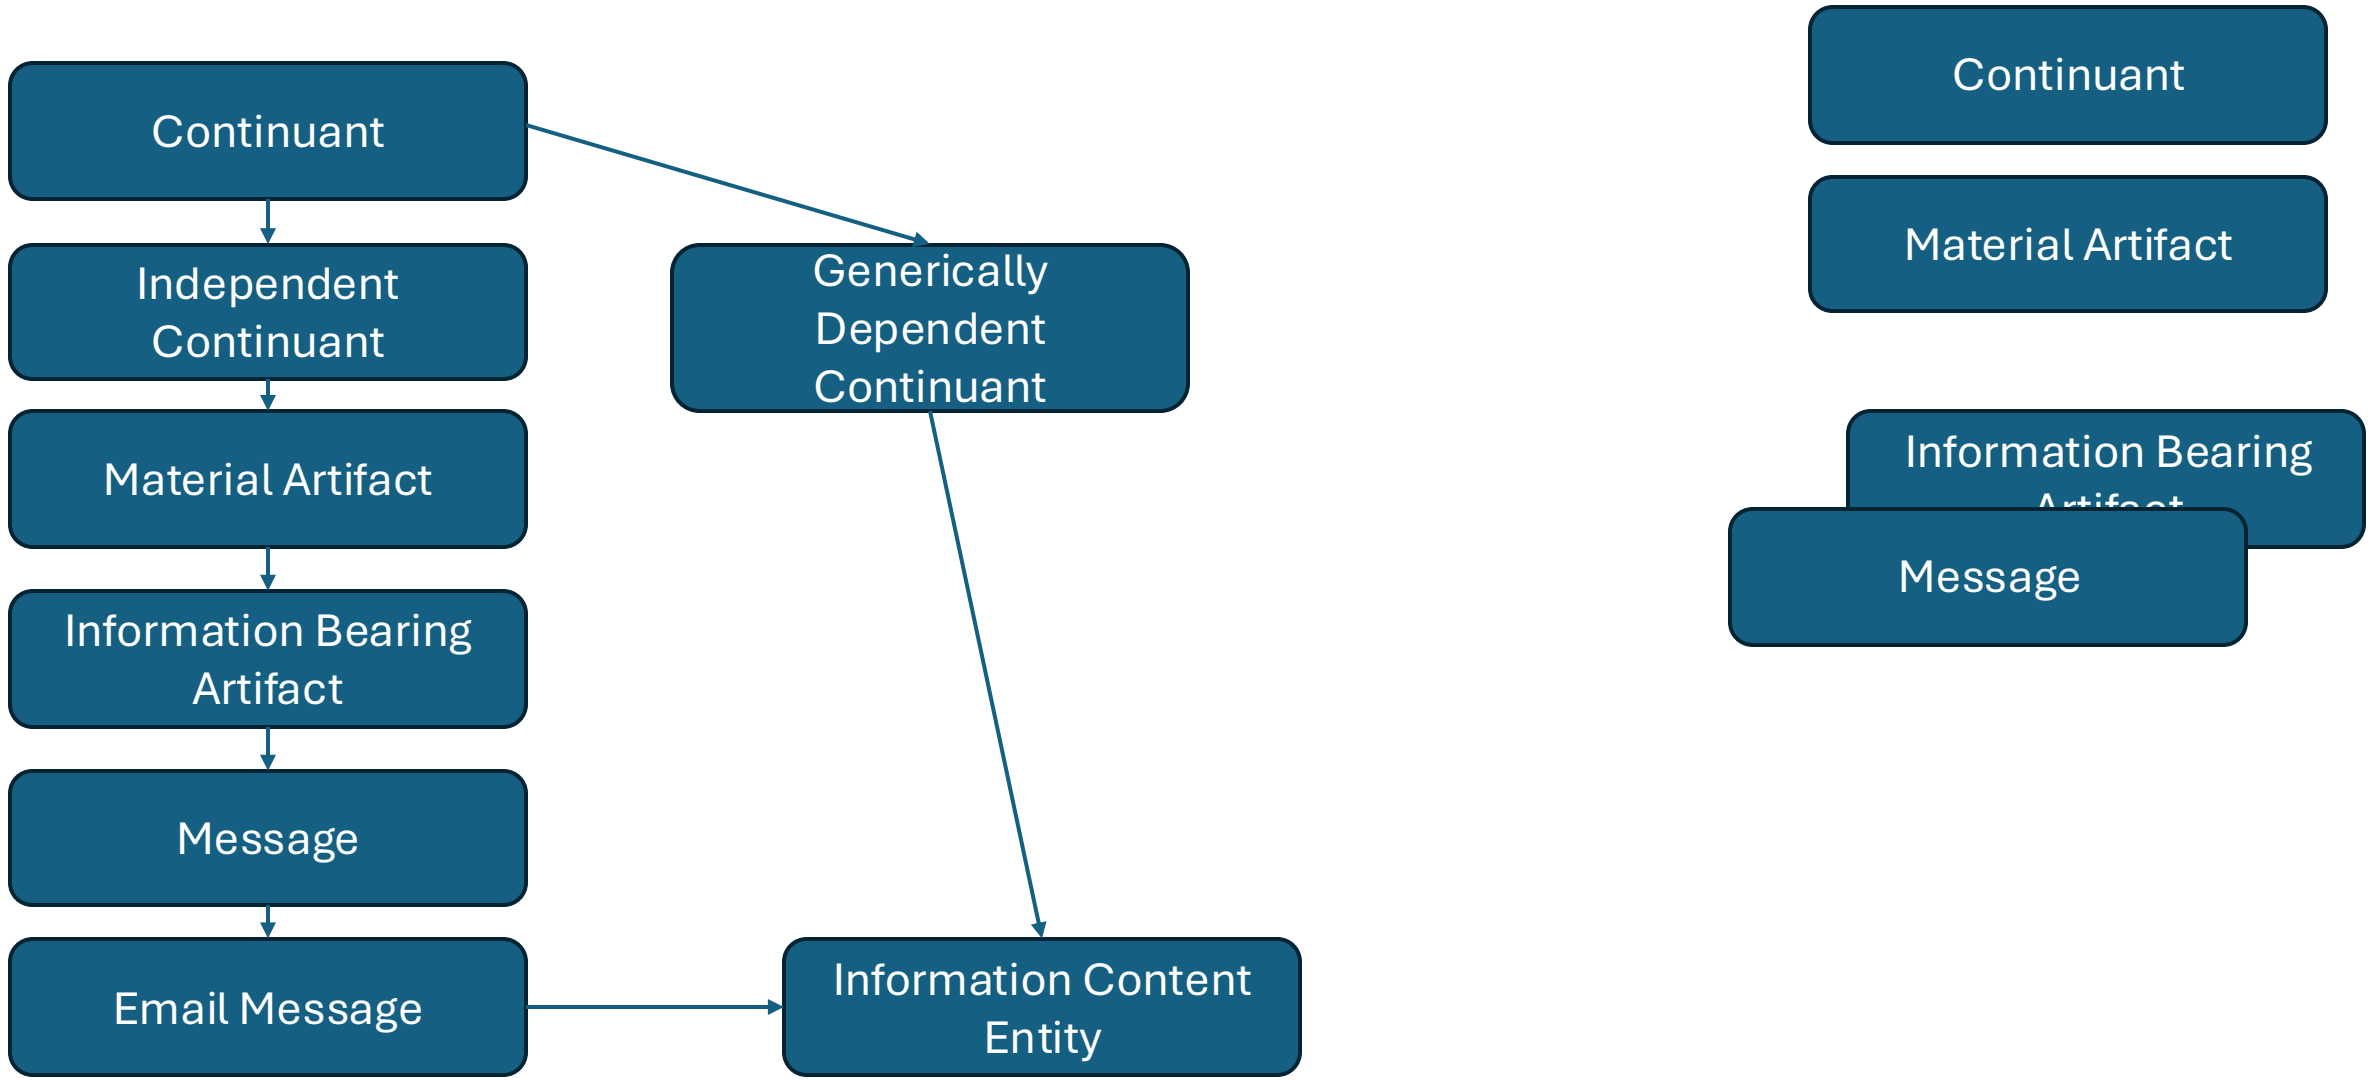 Continuant
Independent
Continuant
Material Artifact
Information Bearing
Artifact
Message
Email Message
Generically
Dependent
Continuant
Information Content
Entity
Continuant
Material Artifact
Information Bearing
Artifact
Message